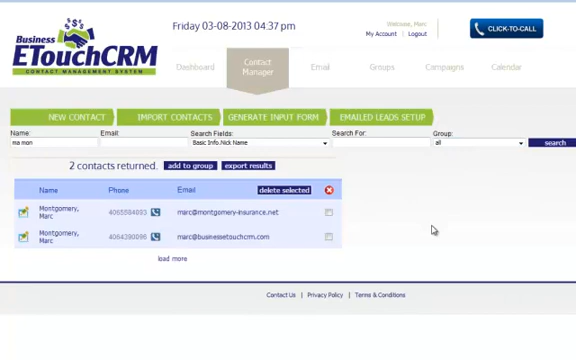 Business
ETouchCRM
CONTACT MANAGEMENT SYSTEM
Friday 03-08-2013 04:37 pm
Welcome, Marc
My Account | Logout
CLICK-TO-CALL
Dashboard
Contact
Manager
Email
Groups
Campaigns
Calendar
NEW CONTACT
IMPORT CONTACTS
GENERATE INPUT FORM
EMAILED LEADS SETUP
Name:
Email:
Search Fields:
Search For:
Group:
ma mon
Basic Info.Nick Name
all
search
2 contacts returned.
add to group
export results
Name
Phone
Email
delete selected
Montgomery,
Marc
marc@montgomery-insurance.net
Montgomery,
Marc
marc@businessetouchcrm.com
load more
Contact Us | Privacy Policy | Terms & Conditions